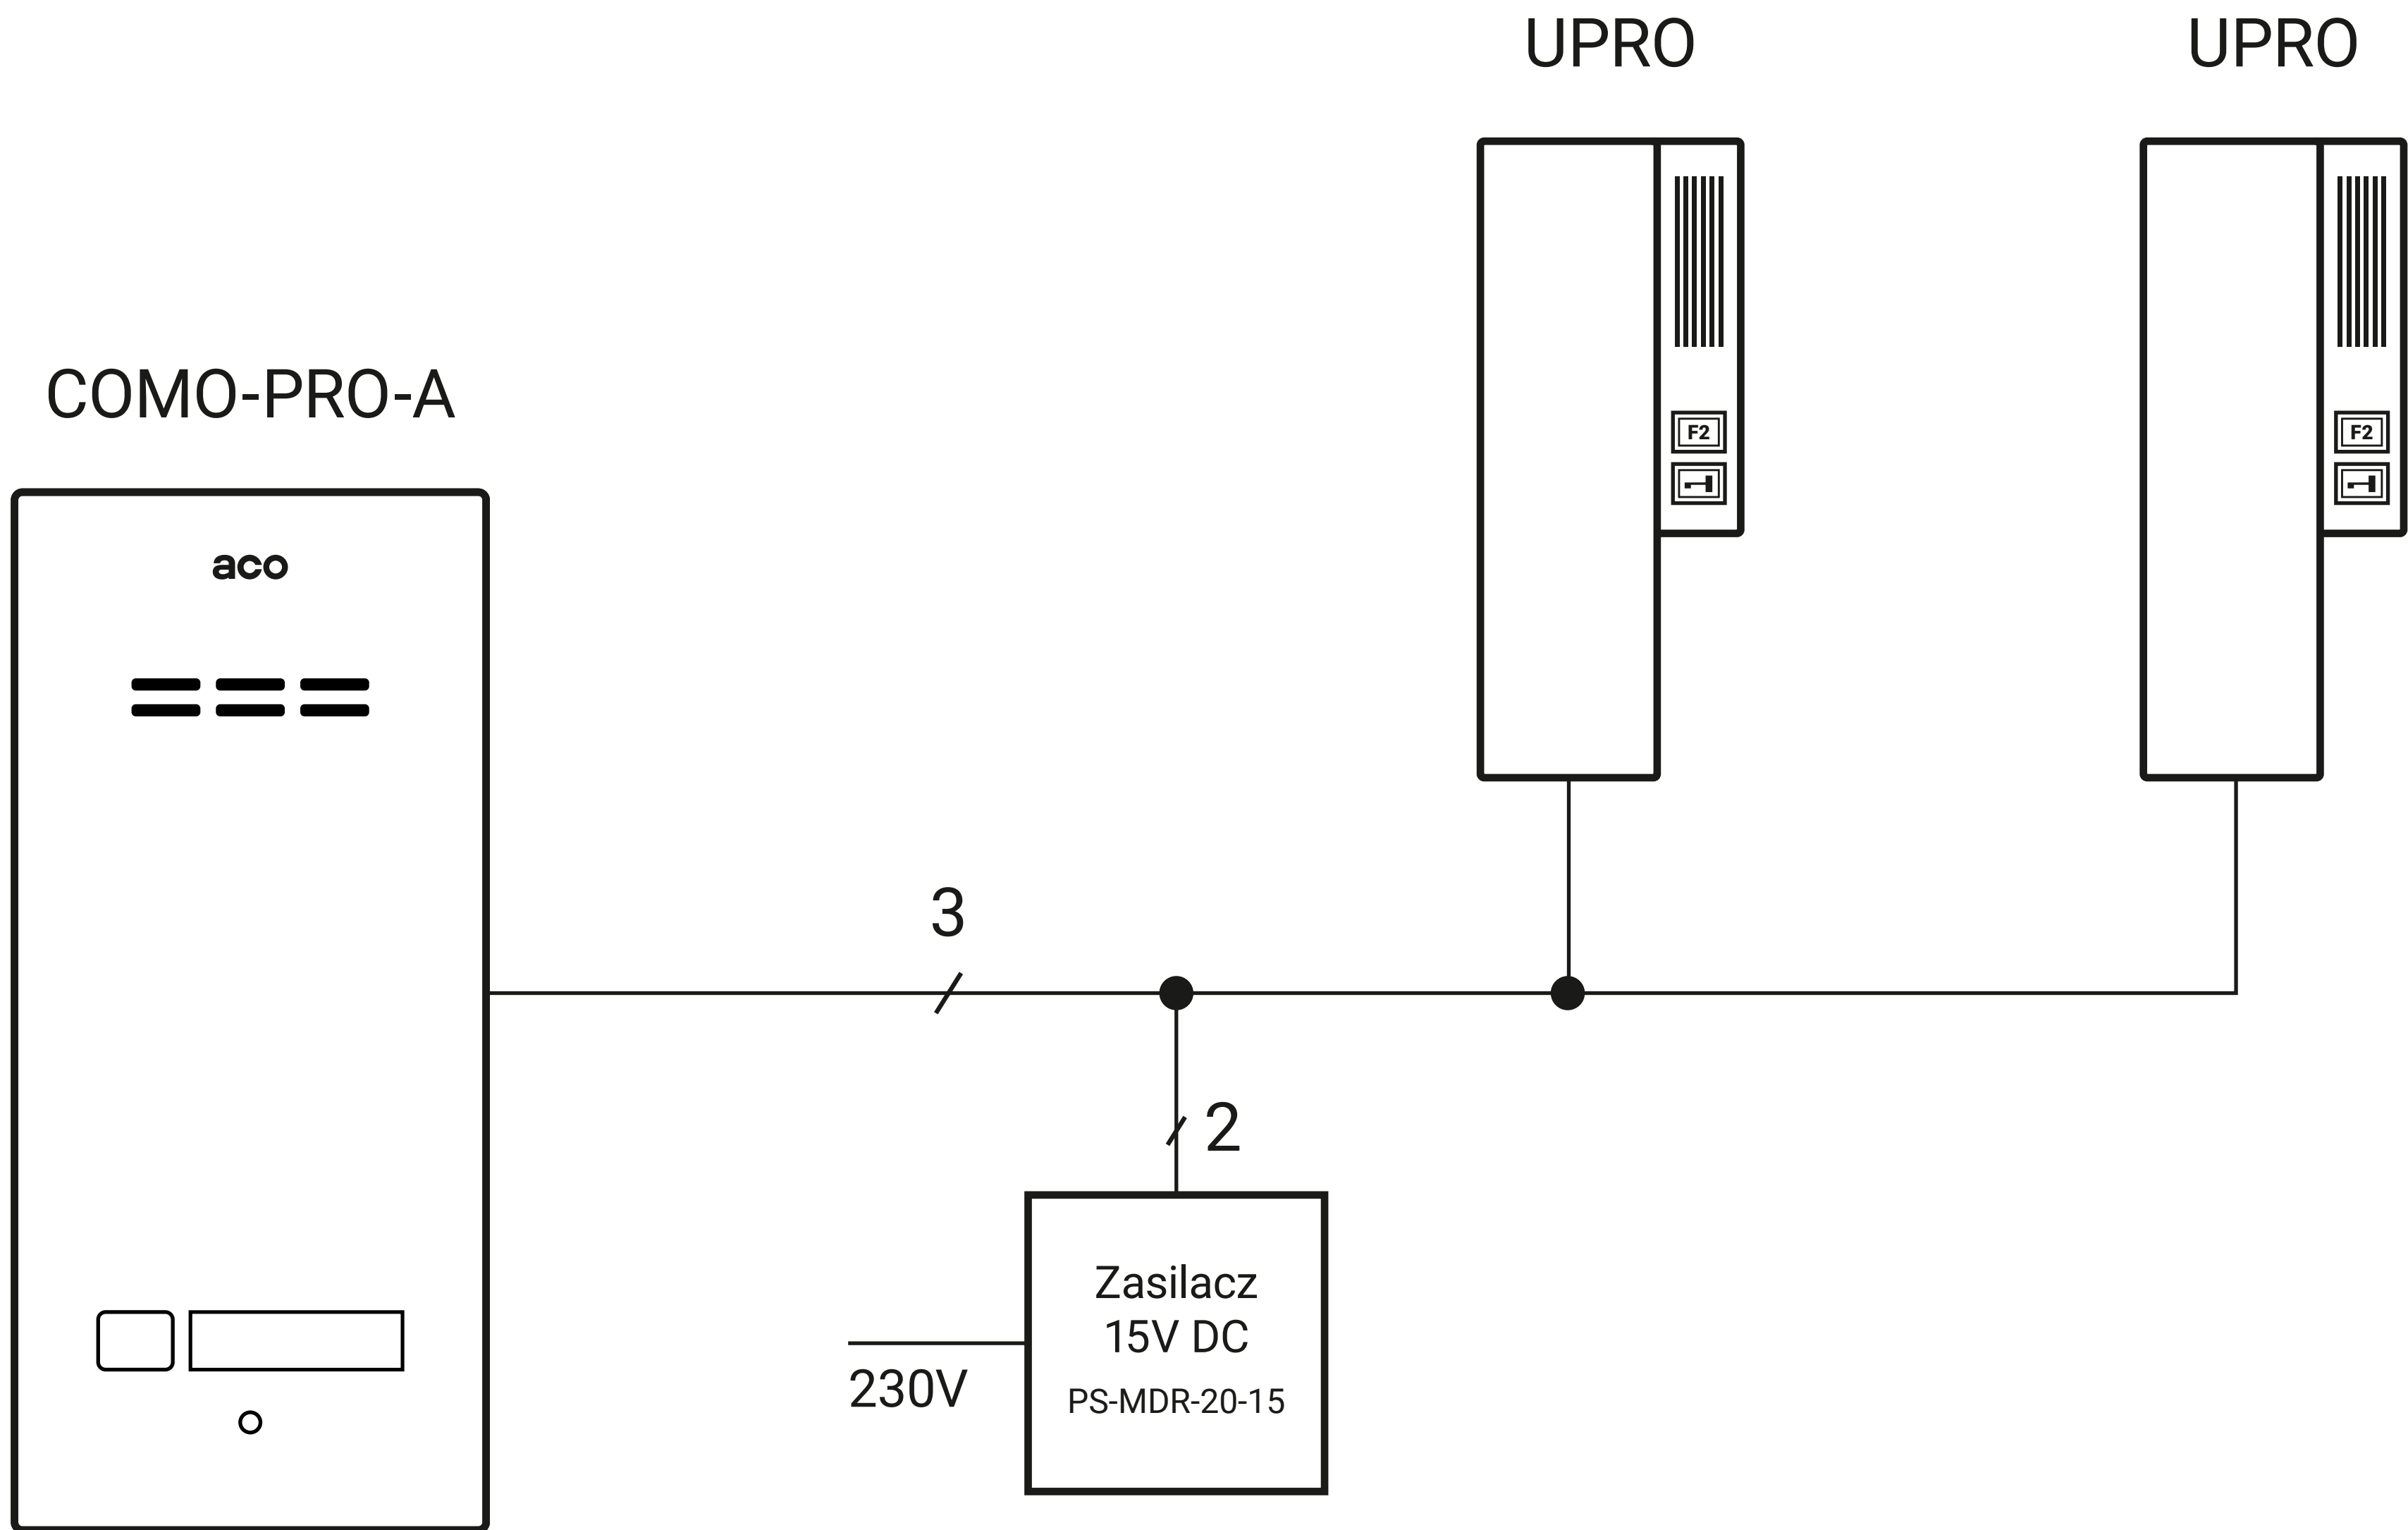 UPRO
UPRO
F2
F2
COMO-PRO-A
aco
3
2
Zasilacz
15V DC
PS-MDR-20-15
230V